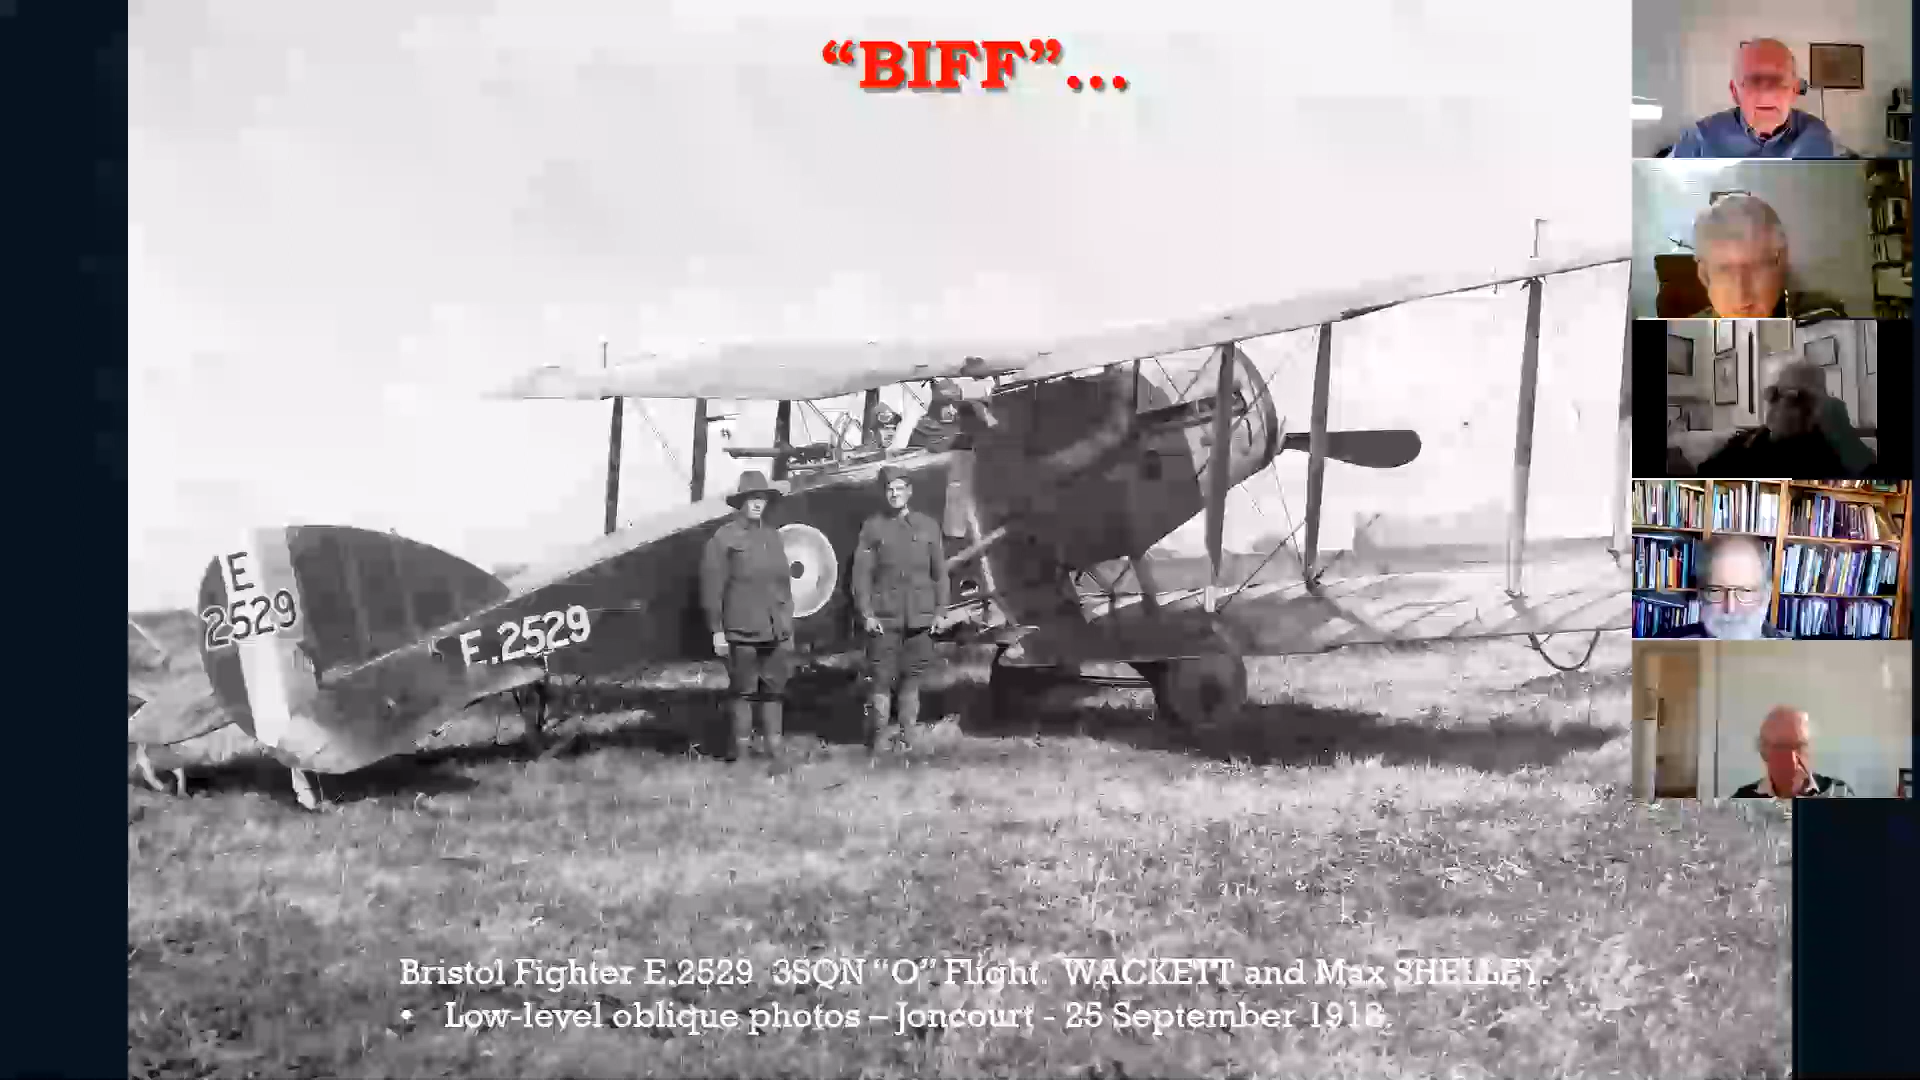 “BIFF”...
E
2529
E.2529
Bristol Fighter E.2529 3SQN “O” Flight. WACKETT and Max SHELLEY.
• Low-level oblique photos – Joncourt - 25 September 1918.